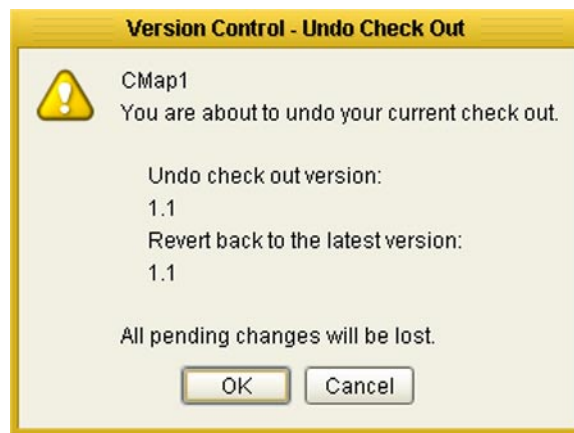 Version Control - Undo Check Out
CMap1
You are about to undo your current check out.
Undo check out version:
1.1
Revert back to the latest version:
1.1
All pending changes will be lost.
OK Cancel